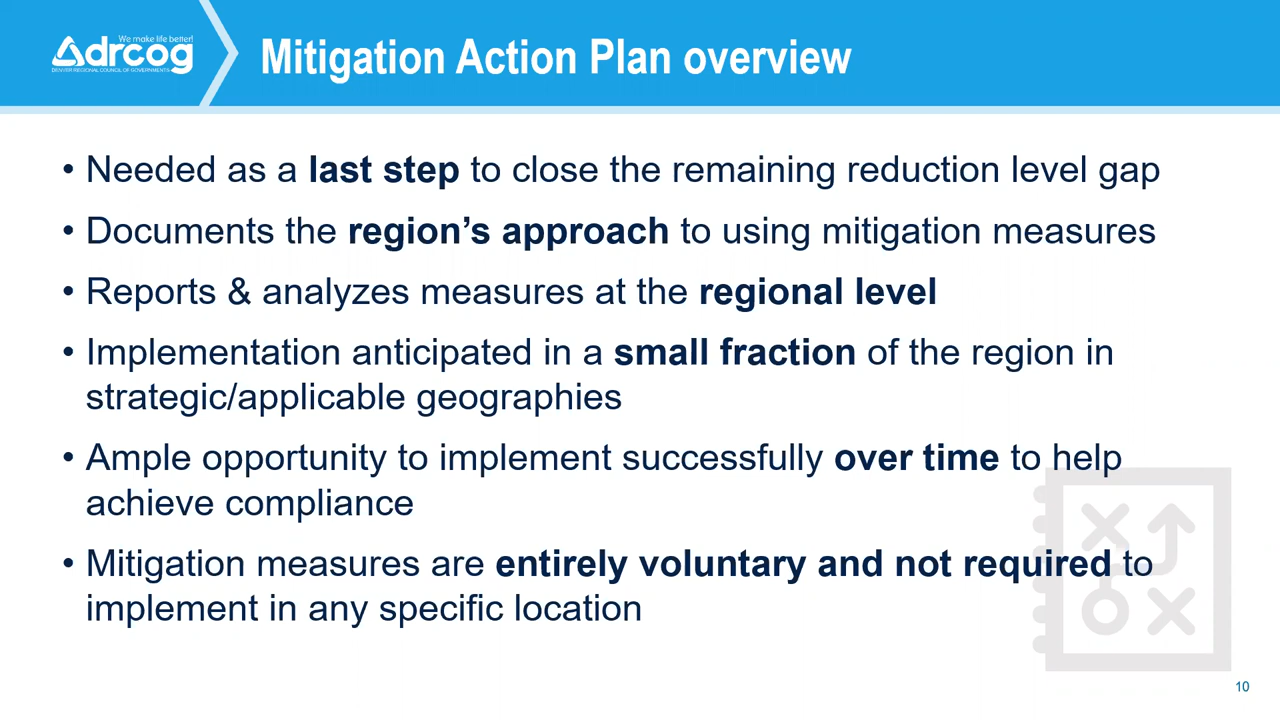 We make life better!
drcog
DENVER REGIONAL COUNCIL OF GOVERNMENTS
Mitigation Action Plan overview
• Needed as a last step to close the remaining reduction level gap
• Documents the region’s approach to using mitigation measures
• Reports & analyzes measures at the regional level
• Implementation anticipated in a small fraction of the region in
strategic/applicable geographies
• Ample opportunity to implement successfully over time to help
achieve compliance
• Mitigation measures are entirely voluntary and not required to
implement in any specific location
10